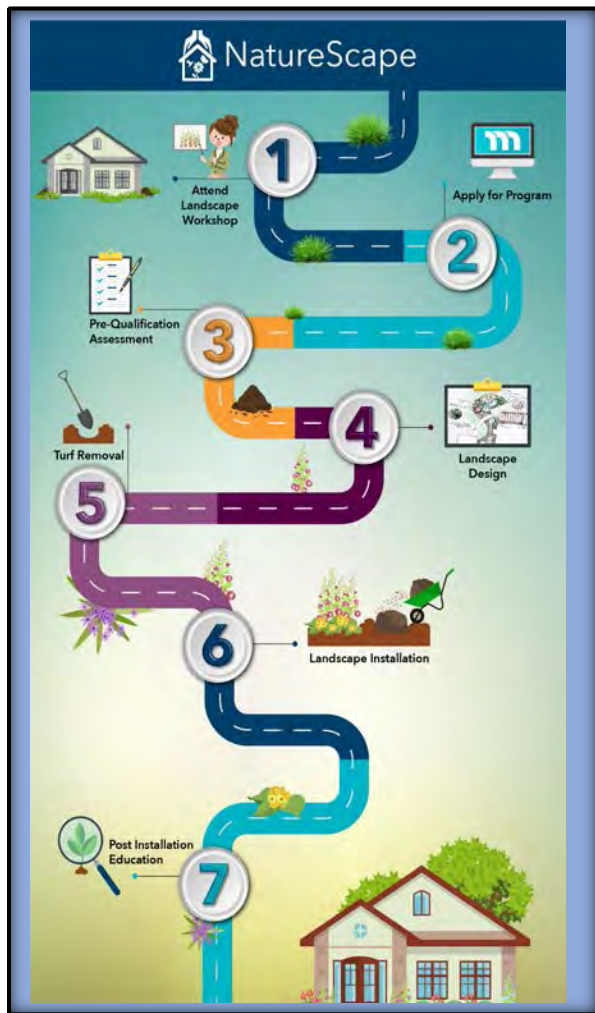 NatureScape
1
Attend
Landscape
Workshop
m
Apply for Program
2
Pre-Qualification
Assessment
3
4
Landscape
Design
Turf Removal
5
6
Landscape Installation
Post Installation
Education
7